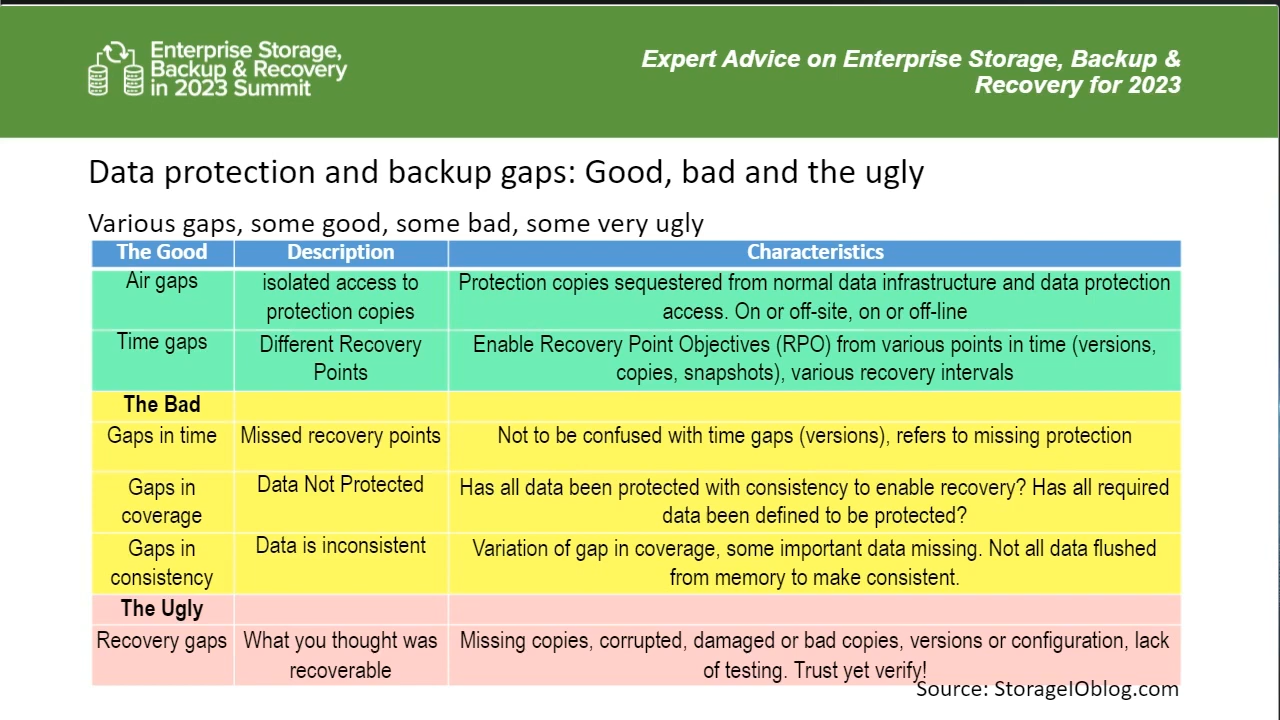 Enterprise Storage,
Backup & Recovery
in 2023 Summit
Expert Advice on Enterprise Storage, Backup &
Recovery for 2023
Data protection and backup gaps: Good, bad and the ugly
Various gaps, some good, some bad, some very ugly
The Good
Description
Characteristics
Air gaps
isolated access to
protection copies
Protection copies sequestered from normal data infrastructure and data protection
access. On or off-site, on or off-line
Time gaps
Different Recovery
Points
Enable Recovery Point Objectives (RPO) from various points in time (versions,
copies, snapshots), various recovery intervals
The Bad
Gaps in time
Missed recovery points
Not to be confused with time gaps (versions), refers to missing protection
Gaps in
coverage
Data Not Protected
Has all data been protected with consistency to enable recovery? Has all required
data been defined to be protected?
Gaps in
consistency
Data is inconsistent
Variation of gap in coverage, some important data missing. Not all data flushed
from memory to make consistent.
The Ugly
Recovery gaps
What you thought was
recoverable
Missing copies, corrupted, damaged or bad copies, versions or configuration, lack
of testing. Trust yet verify!
Source: StorageIOblog.com